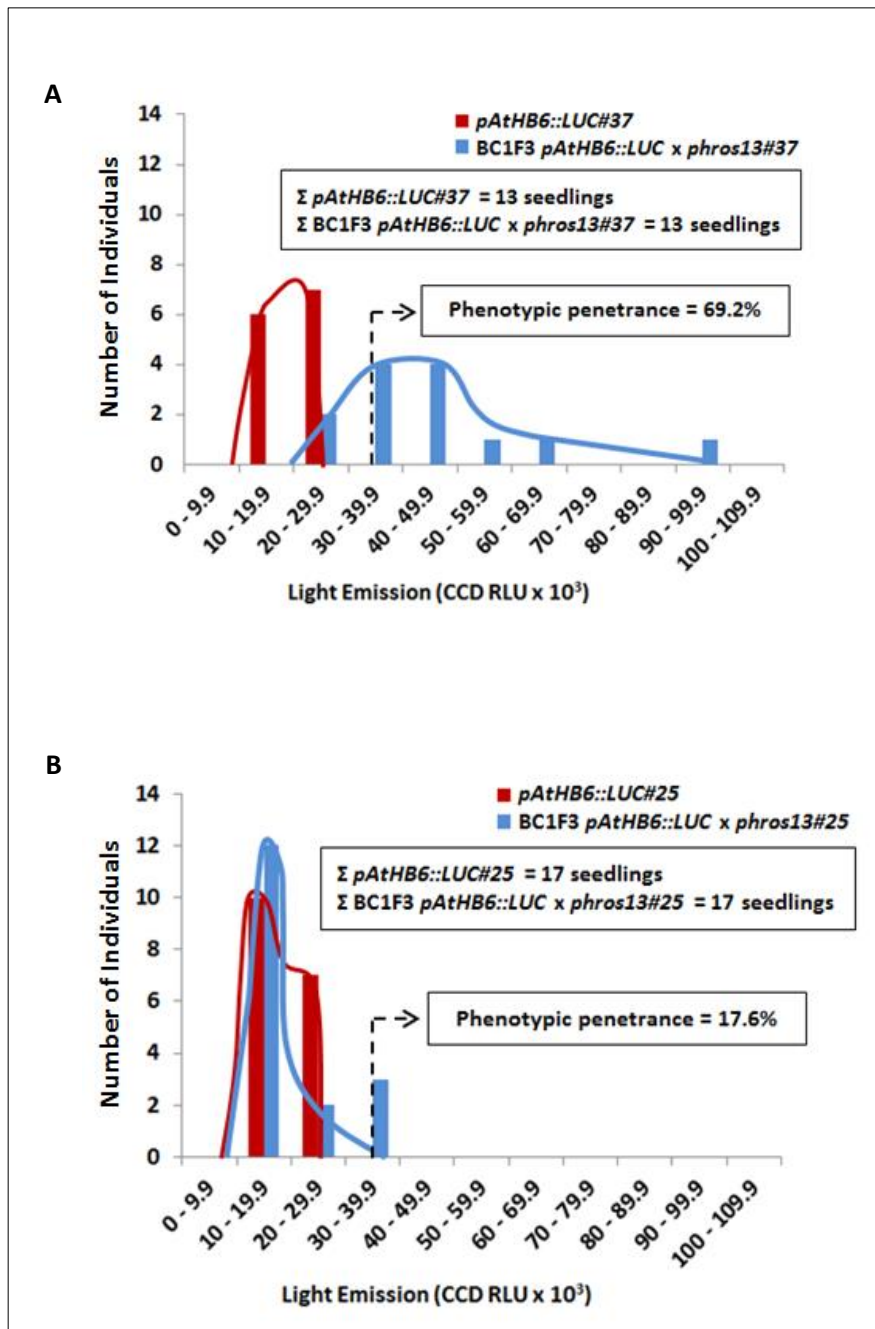 A
14
12
10
8
6
4
2
0
Number of Individuals
pAtHB6::LUC#37
BC1F3 pAtHB6::LUC x phros13#37
Σ pAtHB6::LUC#37 = 13 seedlings
Σ BC1F3 pAtHB6::LUC x phros13#37 = 13 seedlings
Phenotypic penetrance = 69.2%
0 - 9.9
10 - 19.9
20 - 29.9
30 - 39.9
40 - 49.9
50 - 59.9
60 - 69.9
70 - 79.9
80 - 89.9
90 - 99.9
100 - 109.9
Light Emission (CCD RLU x 10³)
B
14
12
10
8
6
4
2
0
Number of Individuals
pAtHB6::LUC#25
BC1F3 pAtHB6::LUC x phros13#25
Σ pAtHB6::LUC#25 = 17 seedlings
Σ BC1F3 pAtHB6::LUC x phros13#25 = 17 seedlings
Phenotypic penetrance = 17.6%
0 - 9.9
10 - 19.9
20 - 29.9
30 - 39.9
40 - 49.9
50 - 59.9
60 - 69.9
70 - 79.9
80 - 89.9
90 - 99.9
100 - 109.9
Light Emission (CCD RLU x 10³)